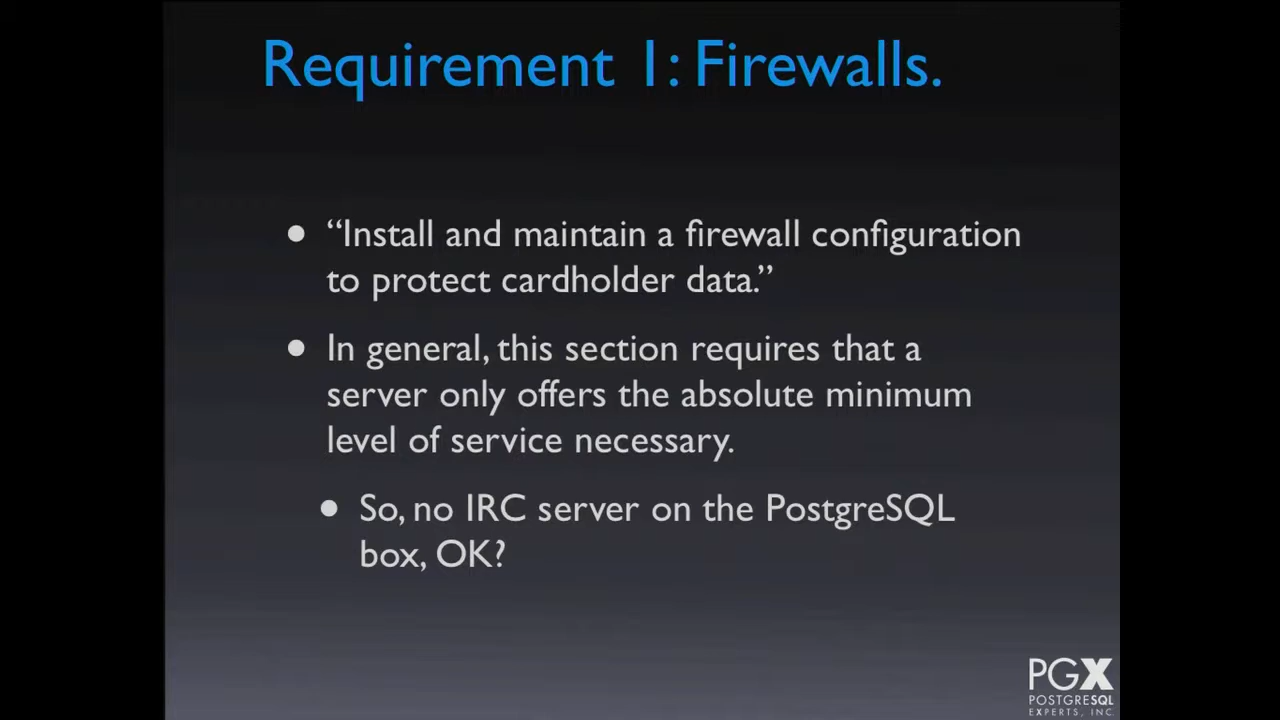 Requirement 1: Firewalls.
• “Install and maintain a firewall configuration
to protect cardholder data.”
• In general, this section requires that a
server only offers the absolute minimum
level of service necessary.
• So, no IRC server on the PostgreSQL
box, OK?
PGX
POSTGRESQL
EXPERTS, INC.